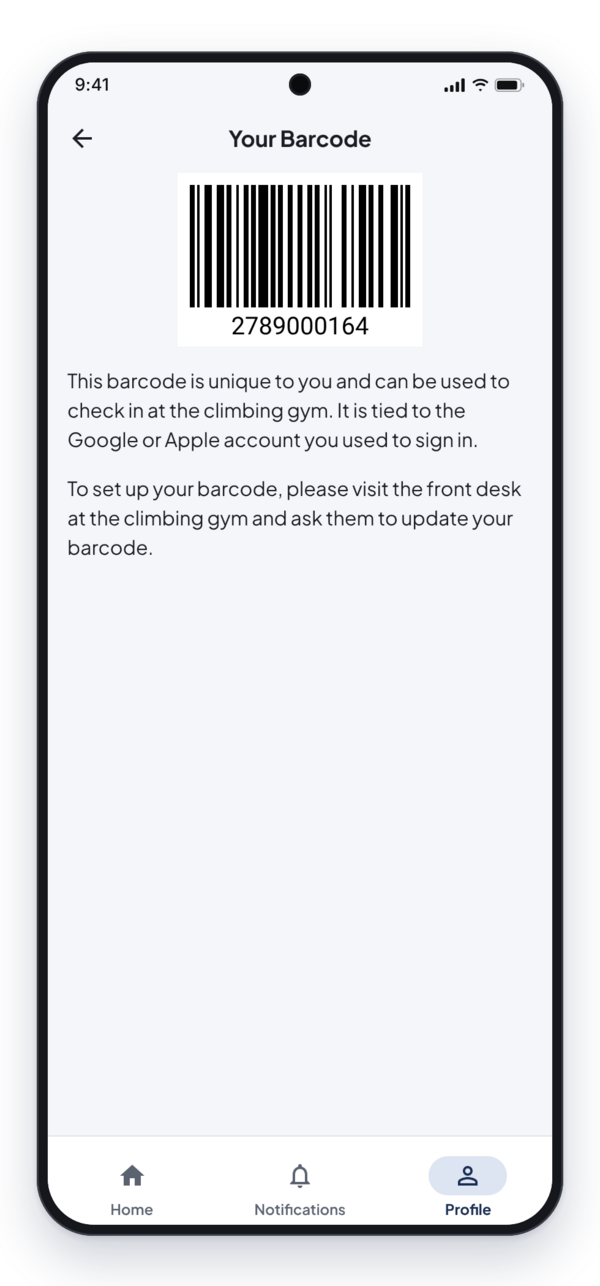 9:41
Your Barcode
2789000164
This barcode is unique to you and can be used to
check in at the climbing gym. It is tied to the
Google or Apple account you used to sign in.
To set up your barcode, please visit the front desk
at the climbing gym and ask them to update your
barcode.
Home
Notifications
Profile